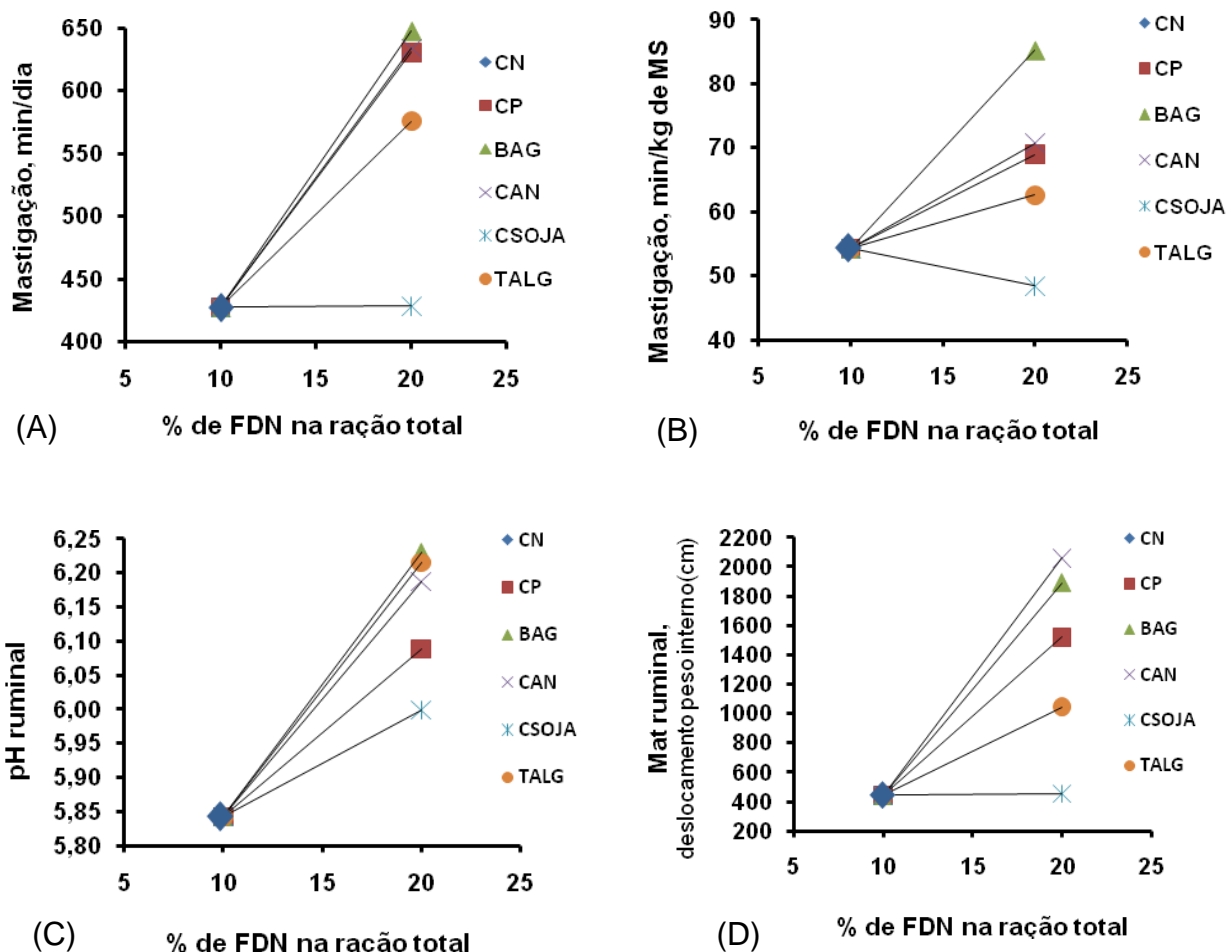 Mastigação, min/dia
650
600
550
500
450
400
5 10 15 20 25
% de FDN na ração total
(A)
CN
CP
BAG
CAN
CSOJA
TALG
Mastigação, min/kg de MS
90
80
70
60
50
40
5 10 15 20 25
% de FDN na ração total
(B)
CN
CP
BAG
CAN
CSOJA
TALG
pH ruminal
6,25
6,20
6,15
6,10
6,05
6,00
5,95
5,90
5,85
5,80
5 10 15 20 25
% de FDN na ração total
(C)
CN
CP
BAG
CAN
CSOJA
TALG
Mat ruminal,
deslocamento peso interno(cm)
2200
2000
1800
1600
1400
1200
1000
800
600
400
200
5 10 15 20 25
% de FDN na ração total
(D)
CN
CP
BAG
CAN
CSOJA
TALG